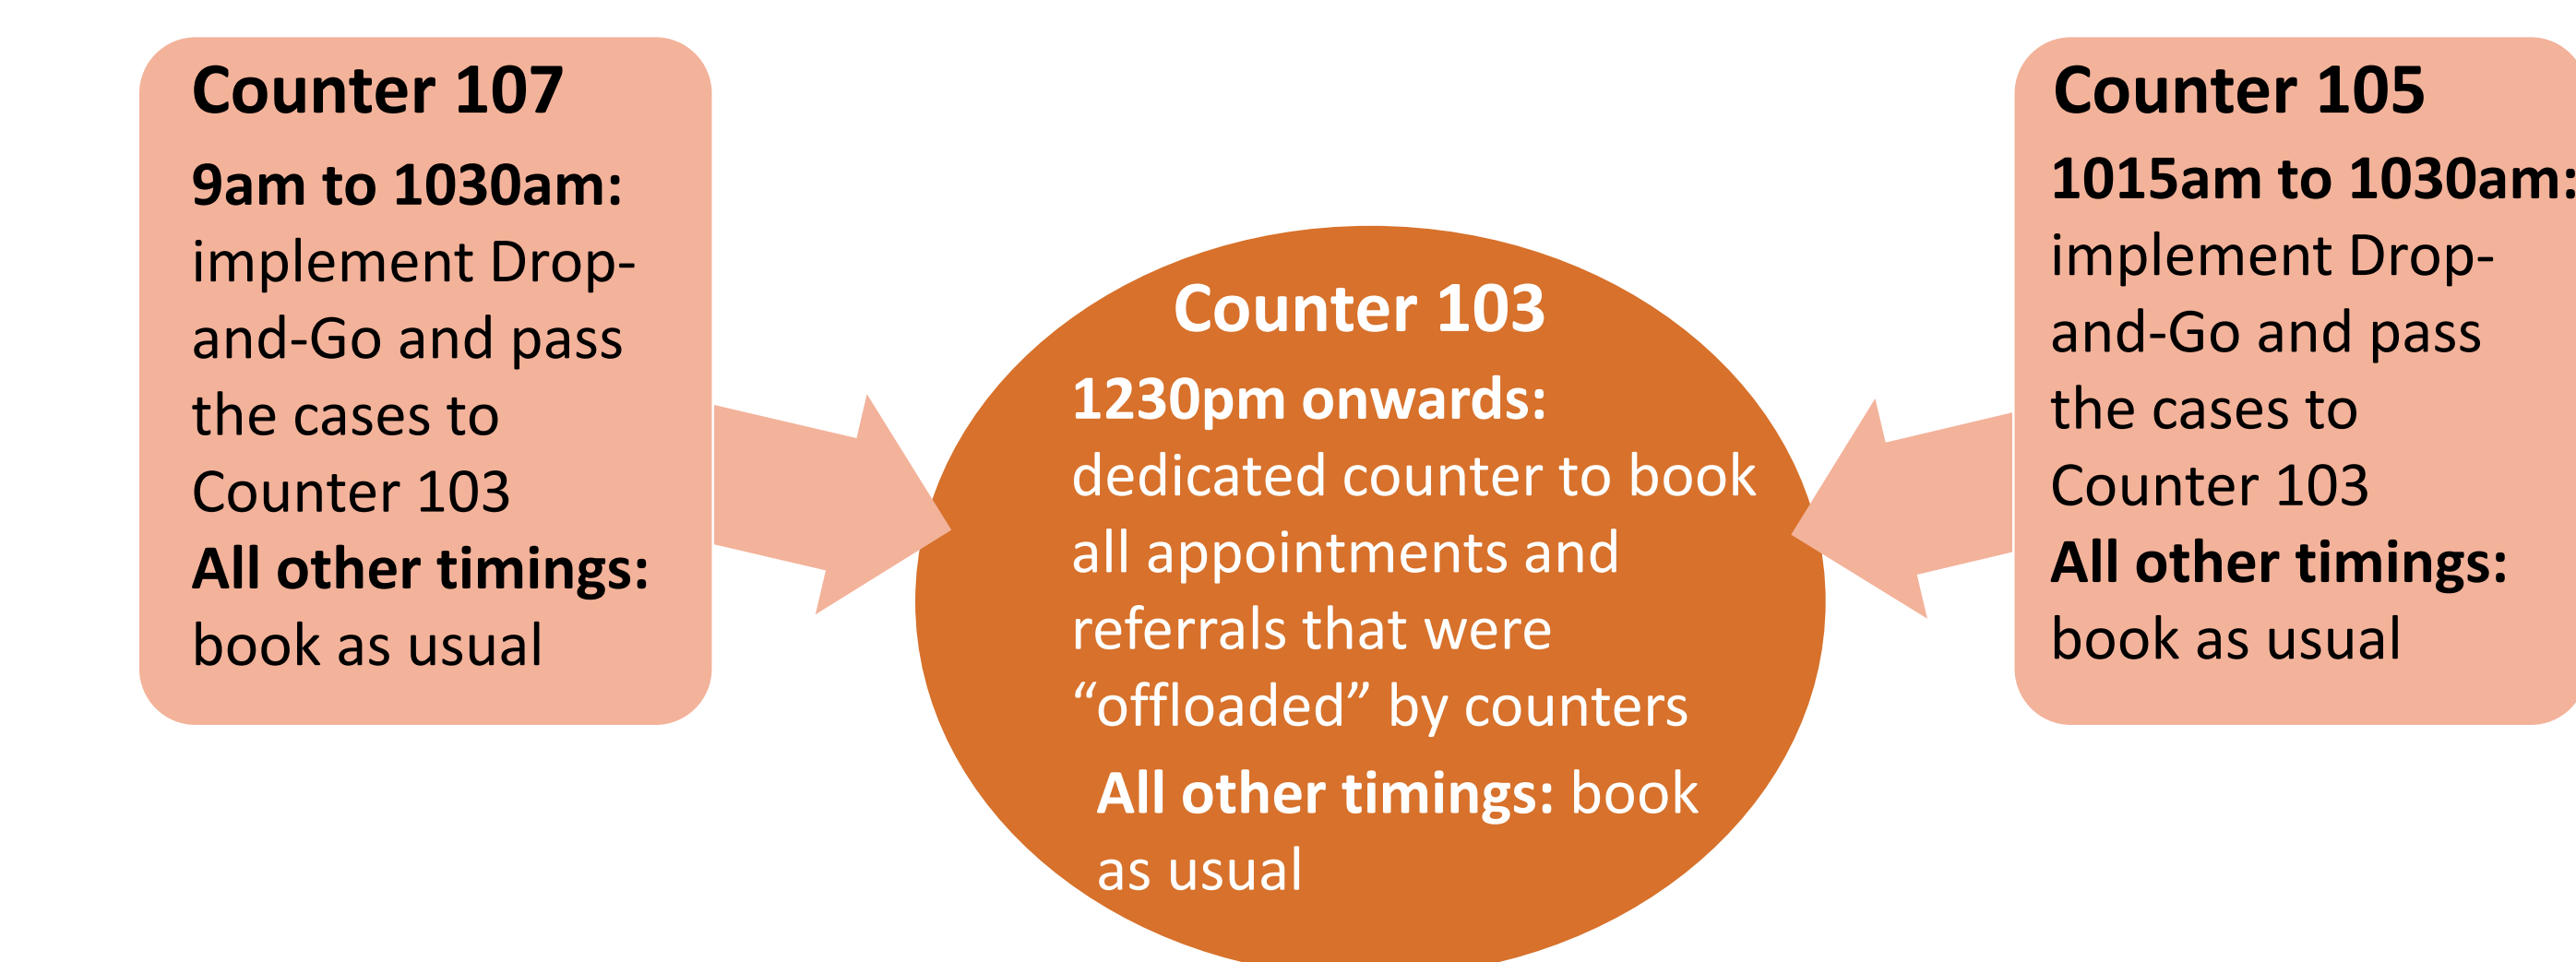 Counter 107
9am to 1030am:
implement Drop-
and-Go and pass
the cases to
Counter 103
All other timings:
book as usual
Counter 103
1230pm onwards:
dedicated counter to book
all appointments and
referrals that were
“offloaded” by counters
All other timings: book
as usual
Counter 105
1015am to 1030am:
implement Drop-
and-Go and pass
the cases to
Counter 103
All other timings:
book as usual